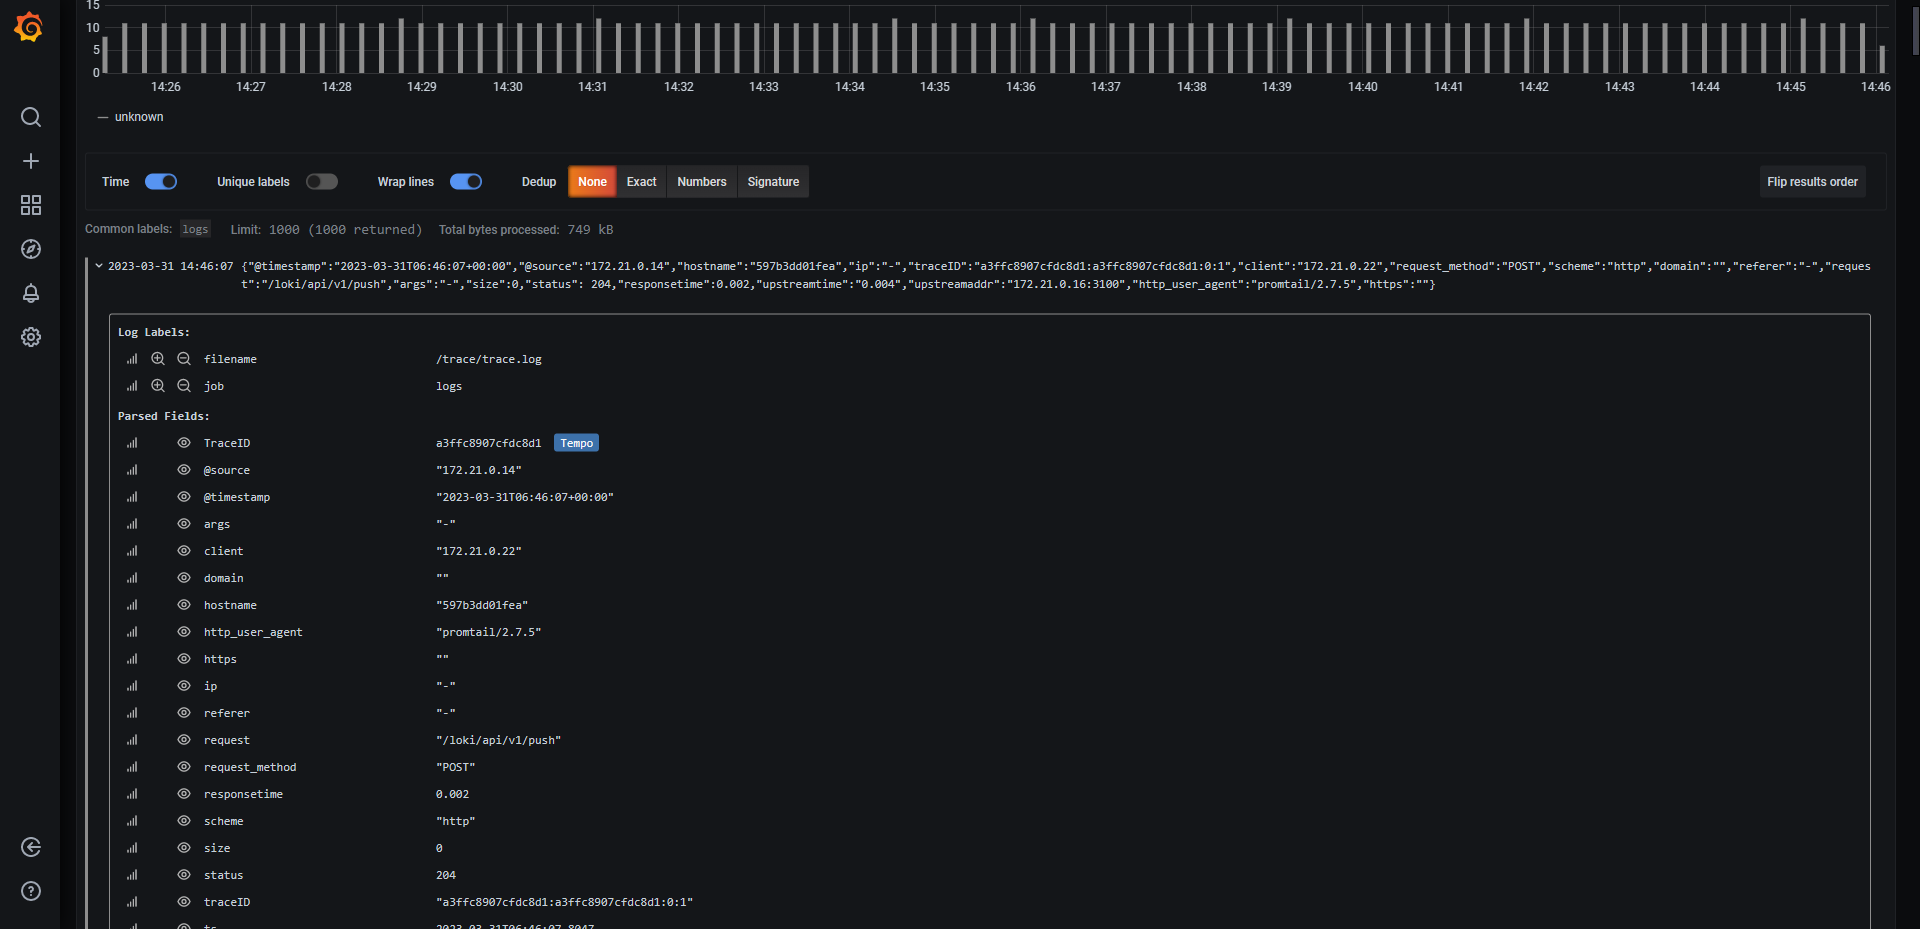 15
10
5
0
14:26 14:27 14:28 14:29 14:30 14:31 14:32 14:33 14:34 14:35 14:36 14:37 14:38 14:39 14:40 14:41 14:42 14:43 14:44 14:45 14:46
unknown
Time Unique labels Wrap lines Dedup None Exact Numbers Signature Flip results order
Common labels: logs Limit: 1000 (1000 returned) Total bytes processed: 749 kB
2023-03-31 14:46:07 {"@timestamp":"2023-03-31T06:46:07+00:00","@source":"172.21.0.14","hostname":"597b3dd01fea","ip":"-","traceID":"a3ffc8907cfdc8d1:a3ffc8907cfdc8d1:0:1","client":"172.21.0.22","request_method":"POST","scheme":"http","domain":"","referer":"-","reques
t":"/loki/api/v1/push","args":"-","size":0,"status": 204,"responsetime":0.002,"upstreamtime":"0.004","upstreamaddr":"172.21.0.16:3100","http_user_agent":"promtail/2.7.5","https":""}
Log Labels:
filename /trace/trace.log
job logs
Parsed Fields:
TraceID a3ffc8907cfdc8d1 Tempo
@source "172.21.0.14"
@timestamp "2023-03-31T06:46:07+00:00"
args "-"
client "172.21.0.22"
domain ""
hostname "597b3dd01fea"
http_user_agent "promtail/2.7.5"
https ""
ip "-"
referer "-"
request "/loki/api/v1/push"
request_method "POST"
responsetime 0.002
scheme "http"
size 0
status 204
traceID "a3ffc8907cfdc8d1:a3ffc8907cfdc8d1:0:1"
ts